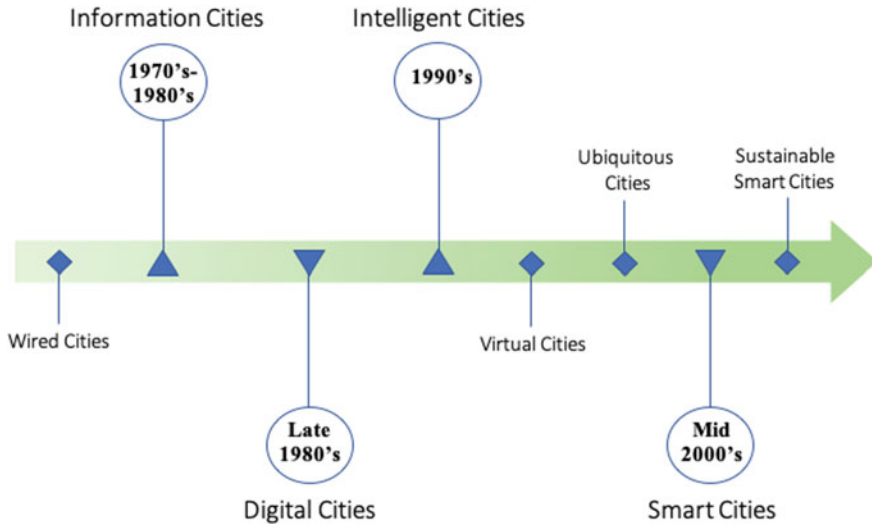 Information Cities
Intelligent Cities
1970's-
1980's
1990's
Ubiquitous
Cities
Sustainable
Smart Cities
Wired Cities
Virtual Cities
Late
1980's
Mid
2000's
Digital Cities
Smart Cities